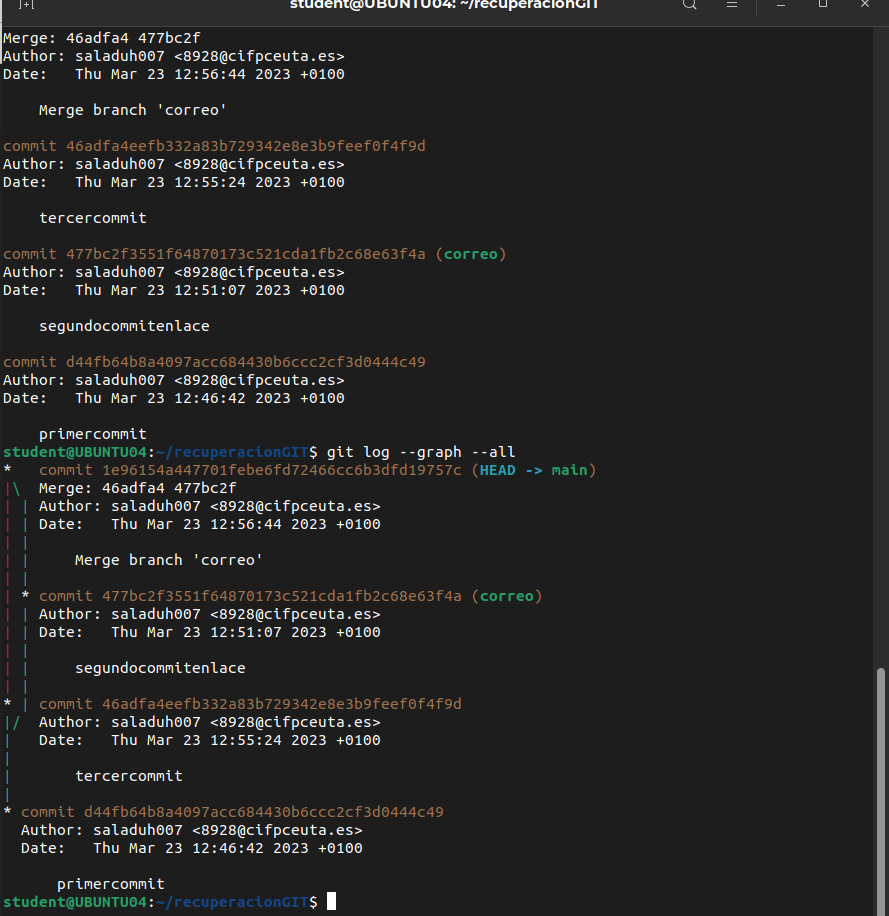 student@UBUNTU04: ~/recuperacionGIT
Merge: 46adfa4 477bc2f
Author: saladuh007 <8928@cifpceuta.es>
Date:   Thu Mar 23 12:56:44 2023 +0100
    Merge branch 'correo'
commit 46adfa4eefb332a83b729342e8e3b9feef0f4f9d
Author: saladuh007 <8928@cifpceuta.es>
Date:   Thu Mar 23 12:55:24 2023 +0100
    tercercommit
commit 477bc2f3551f64870173c521cda1fb2c68e63f4a (correo)
Author: saladuh007 <8928@cifpceuta.es>
Date:   Thu Mar 23 12:51:07 2023 +0100
    segundocommitenlace
commit d44fb64b8a4097acc684430b6ccc2cf3d0444c49
Author: saladuh007 <8928@cifpceuta.es>
Date:   Thu Mar 23 12:46:42 2023 +0100
    primercommit
student@UBUNTU04:~/recuperacionGIT$ git log --graph --all
*   commit 1e96154a447701febe6fd72466cc6b3dfd19757c (HEAD -> main)
|\  Merge: 46adfa4 477bc2f
| | Author: saladuh007 <8928@cifpceuta.es>
| | Date:   Thu Mar 23 12:56:44 2023 +0100
| |
| |     Merge branch 'correo'
| |
| * commit 477bc2f3551f64870173c521cda1fb2c68e63f4a (correo)
| | Author: saladuh007 <8928@cifpceuta.es>
| | Date:   Thu Mar 23 12:51:07 2023 +0100
| |
| |     segundocommitenlace
| |
* | commit 46adfa4eefb332a83b729342e8e3b9feef0f4f9d
|/  Author: saladuh007 <8928@cifpceuta.es>
|   Date:   Thu Mar 23 12:55:24 2023 +0100
|
|       tercercommit
|
* commit d44fb64b8a4097acc684430b6ccc2cf3d0444c49
  Author: saladuh007 <8928@cifpceuta.es>
  Date:   Thu Mar 23 12:46:42 2023 +0100
      primercommit
student@UBUNTU04:~/recuperacionGIT$